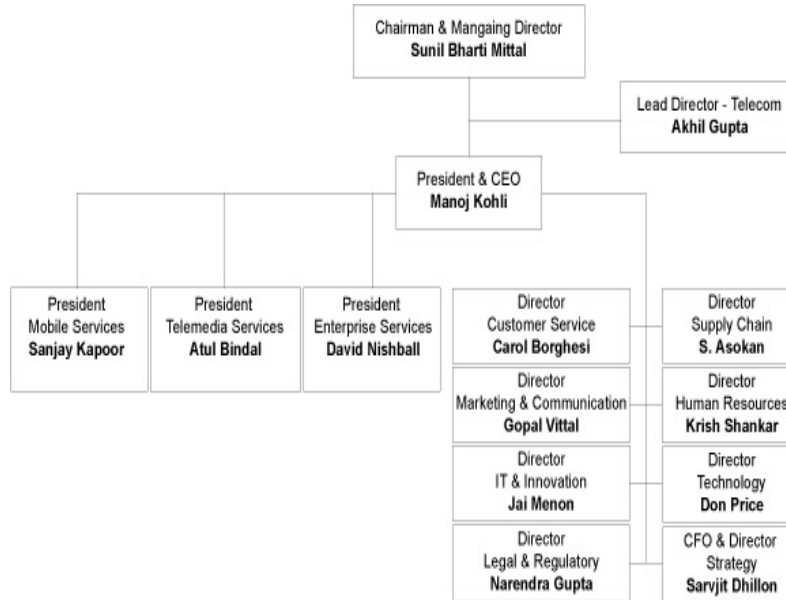 Chairman & Mangaing Director
Sunil Bharti Mittal
Lead Director - Telecom
Akhil Gupta
President & CEO
Manoj Kohli
President
Mobile Services
Sanjay Kapoor
President
Telemedia Services
Atul Bindal
President
Enterprise Services
David Nishball
Director
Customer Service
Carol Borghesi
Director
Supply Chain
S. Asokan
Director
Marketing & Communication
Gopal Vittal
Director
Human Resources
Krish Shankar
Director
IT & Innovation
Jai Menon
Director
Technology
Don Price
Director
Legal & Regulatory
Narendra Gupta
CFO & Director
Strategy
Sarvjit Dhillon